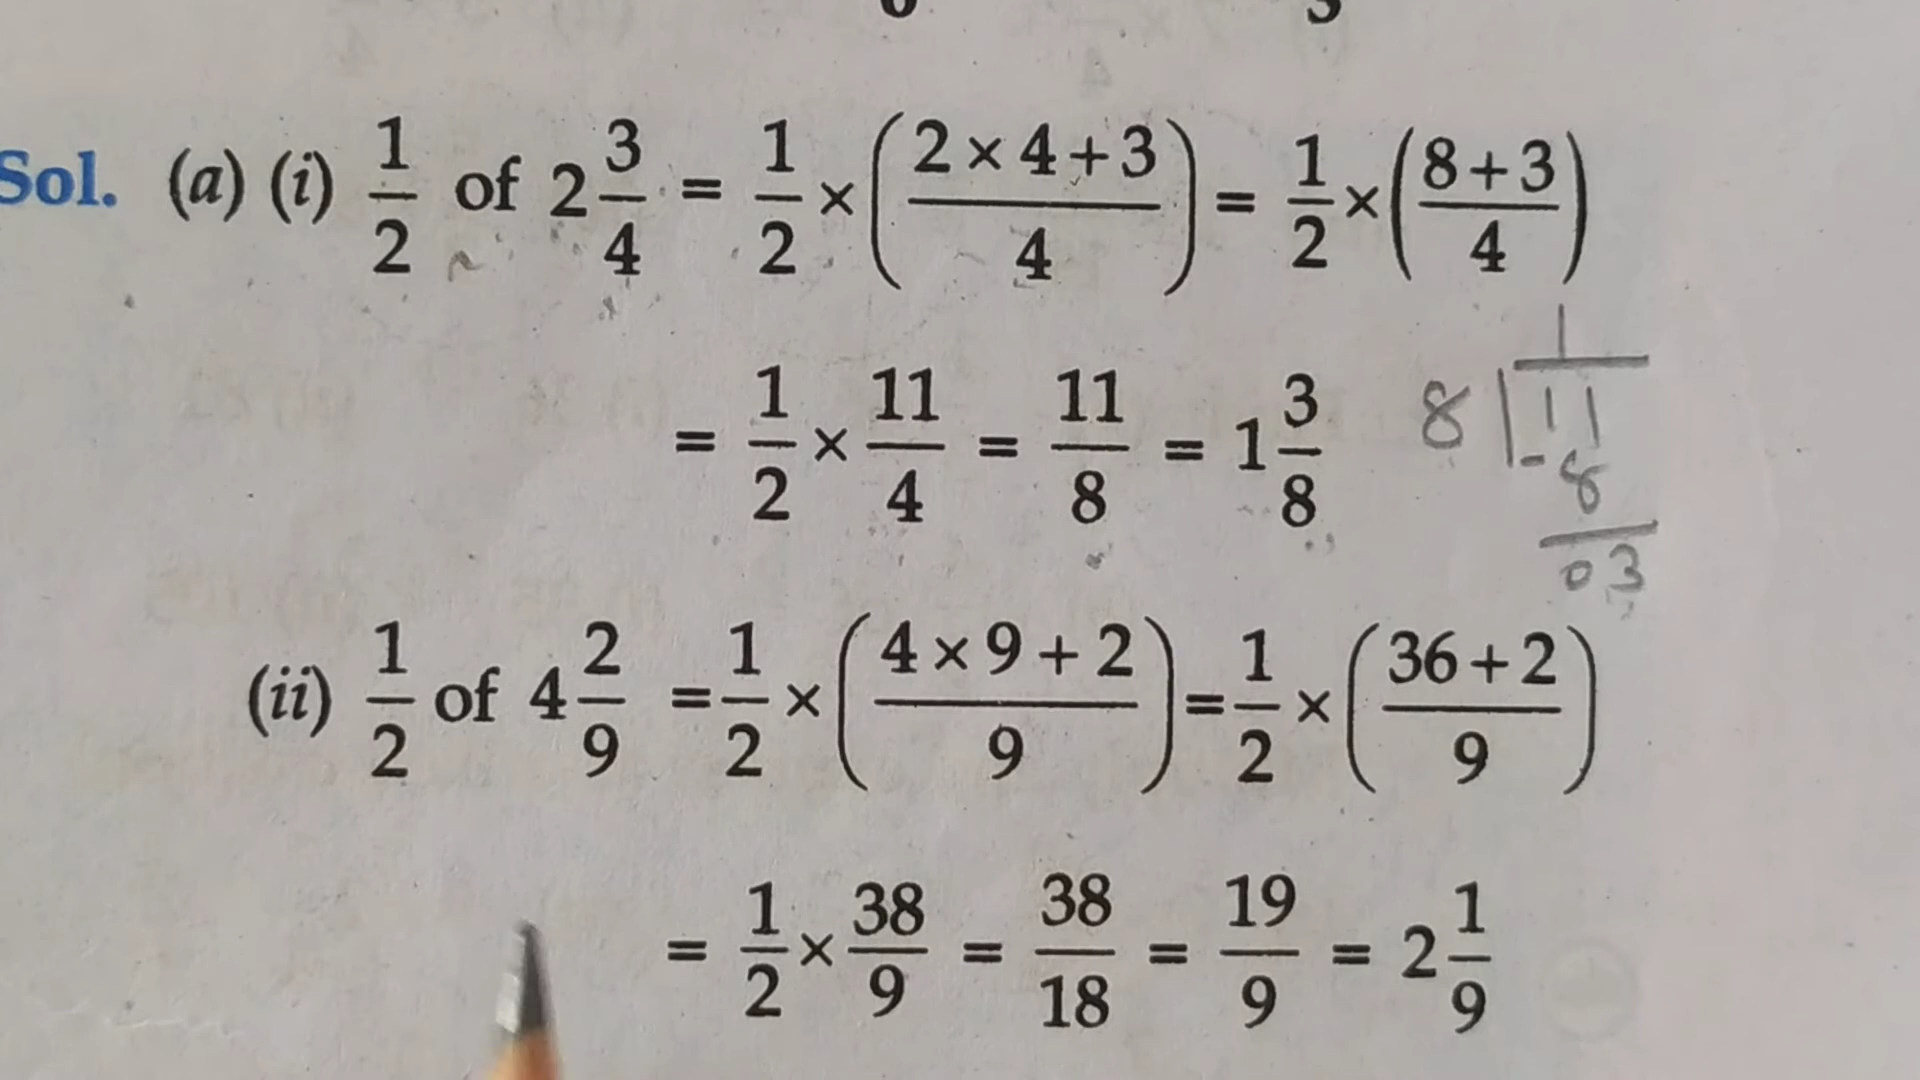 Sol. (a) (i) 1/2 of 2 3/4 = 1/2 × ((2 × 4 + 3)/4) = 1/2 × ((8 + 3)/4)
= 1/2 × 11/4 = 11/8 = 1 3/8
1
8 | 11
- 8
03
(ii) 1/2 of 4 2/9 = 1/2 × ((4 × 9 + 2)/9) = 1/2 × ((36 + 2)/9)
= 1/2 × 38/9 = 38/18 = 19/9 = 2 1/9